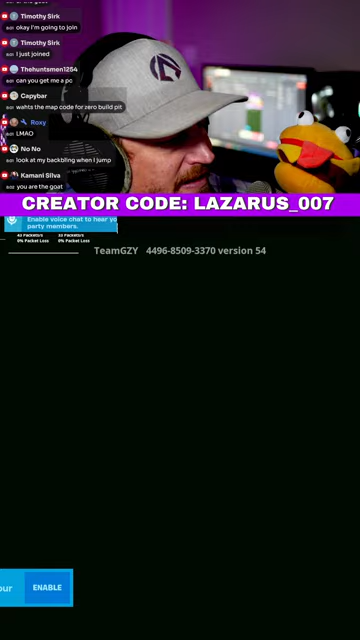 Timothy Sirk
okay I'm going to join
Timothy Sirk
I just joined
Thehuntsmen1254
can you get me a pc
Capybar
wahts the map code for zero build pit
Roxy
LMAO
No No
look at my backbling when I jump
Kamani Silva
you are the goat
CREATOR CODE: LAZARUS_007
Enable voice chat to hear yo
party members.
0% Packet Loss 0% Packet Loss
TeamGZY 4496-8509-3370 version 54
our ENABLE